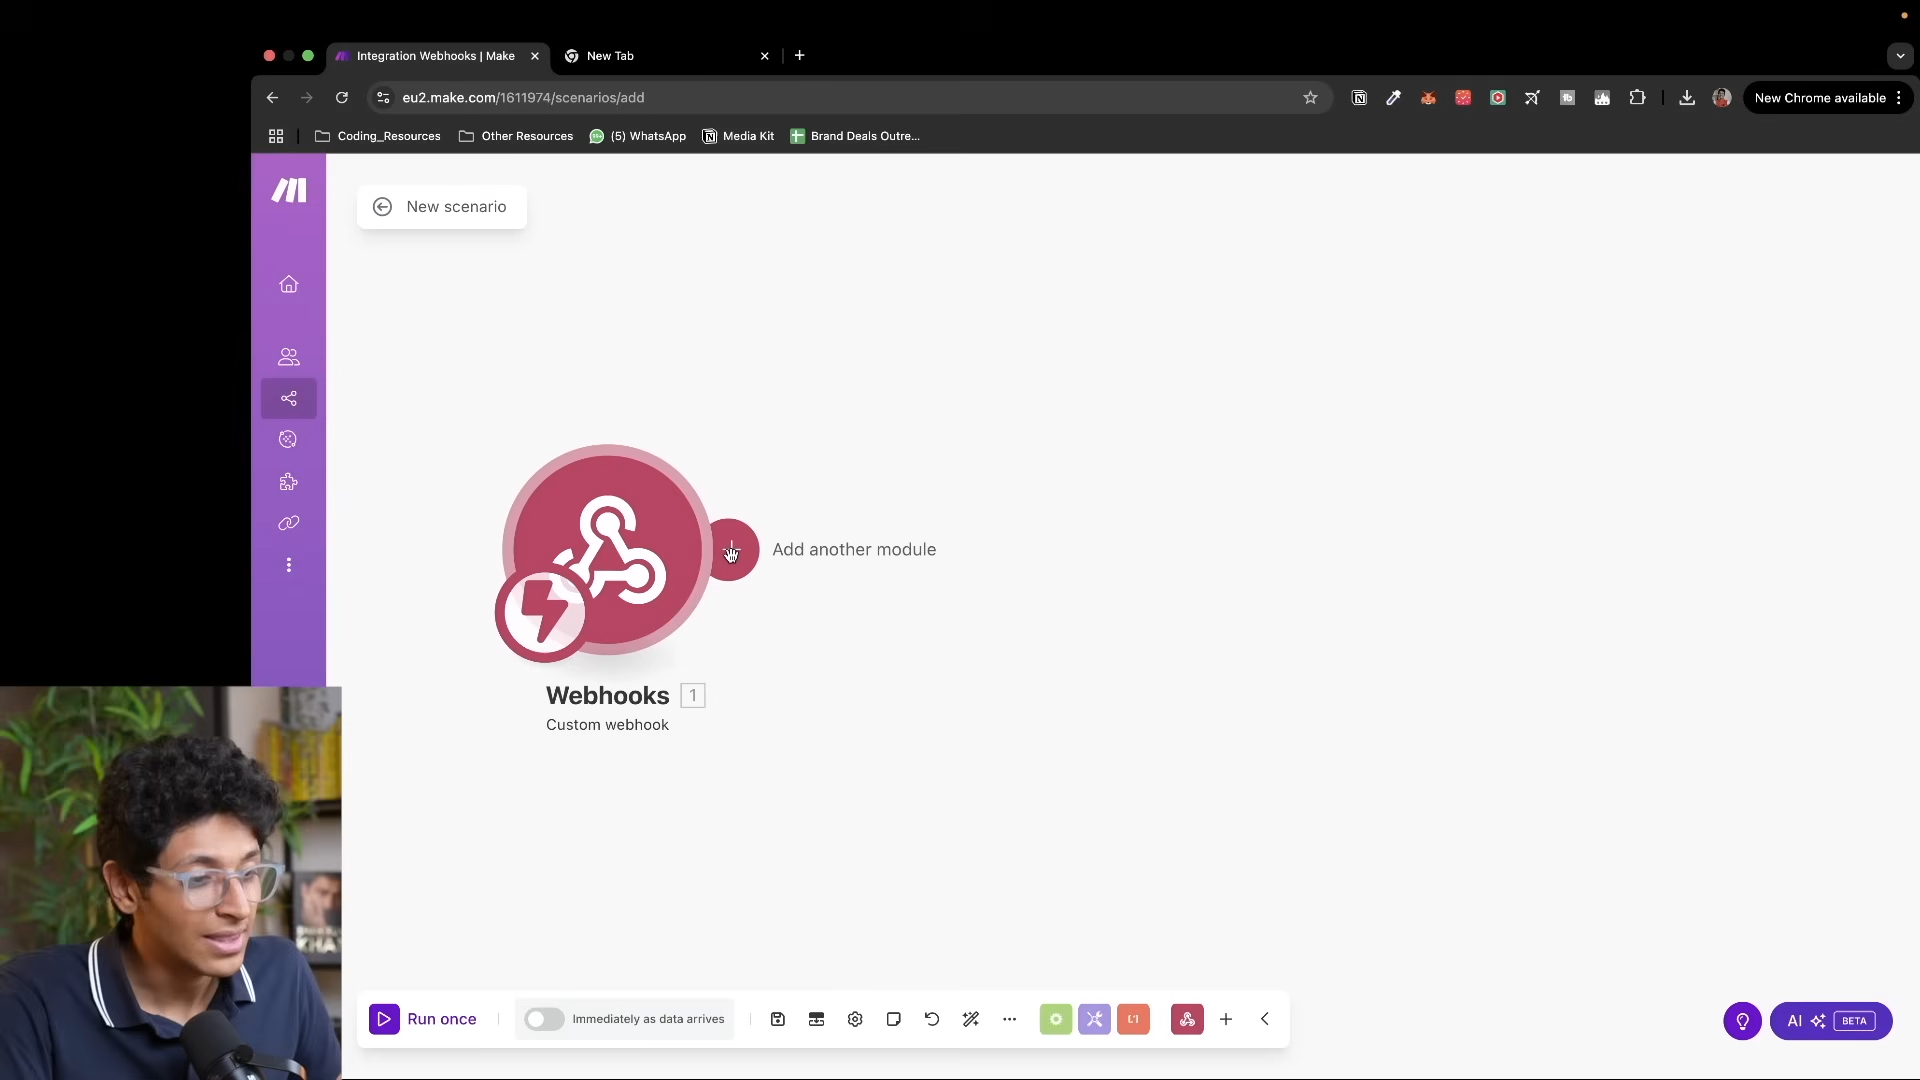 Integration Webhooks | Make
New Tab
eu2.make.com/1611974/scenarios/add
New Chrome available
Coding_Resources
Other Resources
(5) WhatsApp
Media Kit
Brand Deals Outre...
New scenario
Add another module
Webhooks 1
Custom webhook
Run once
Immediately as data arrives
AI BETA